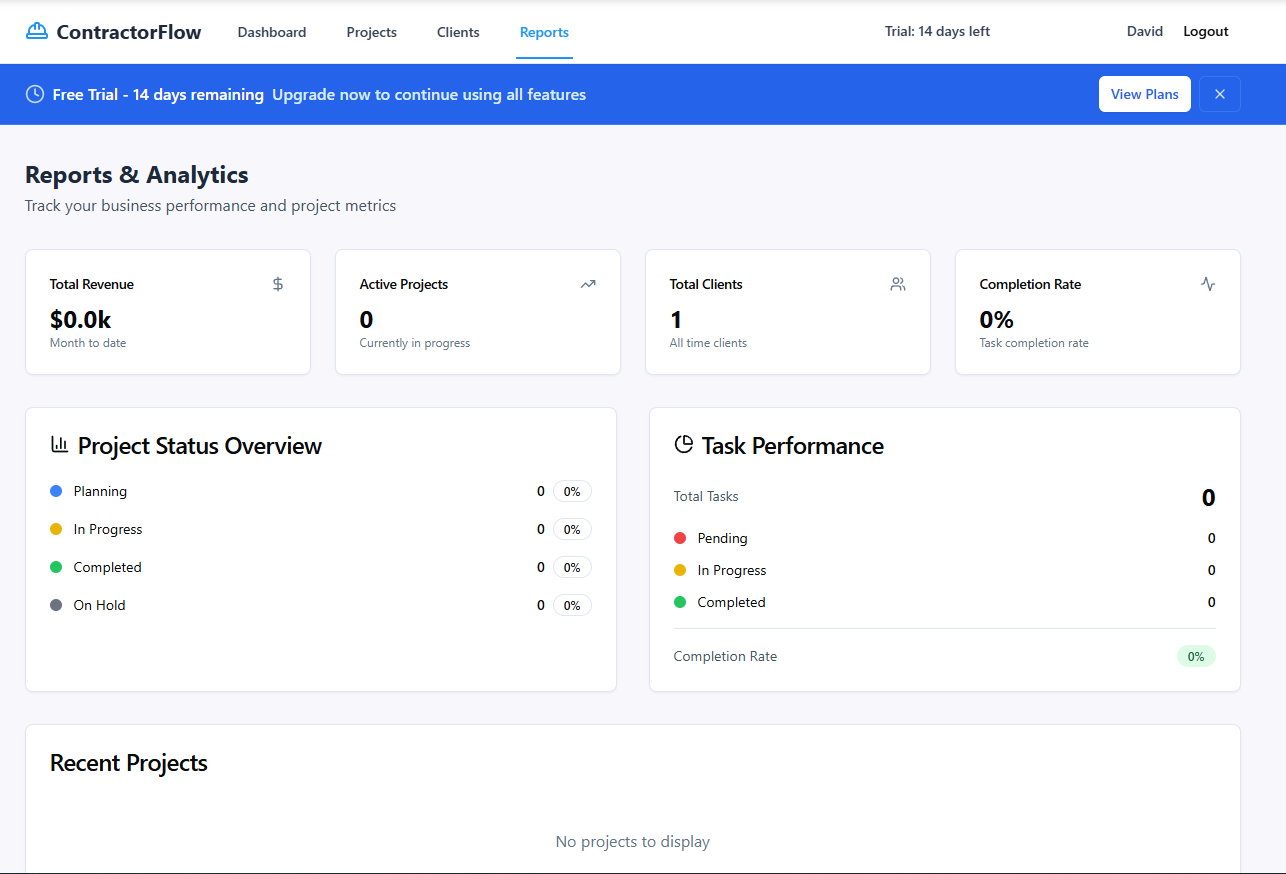 ContractorFlow Dashboard Projects Clients Reports Trial: 14 days left David Logout
Free Trial - 14 days remaining Upgrade now to continue using all features View Plans
Reports & Analytics
Track your business performance and project metrics
Total Revenue Active Projects Total Clients Completion Rate
$0.0k 0 1 0%
Month to date Currently in progress All time clients Task completion rate
Project Status Overview
Planning 0 0%
In Progress 0 0%
Completed 0 0%
On Hold 0 0%
Task Performance
Total Tasks 0
Pending 0
In Progress 0
Completed 0
Completion Rate 0%
Recent Projects
No projects to display